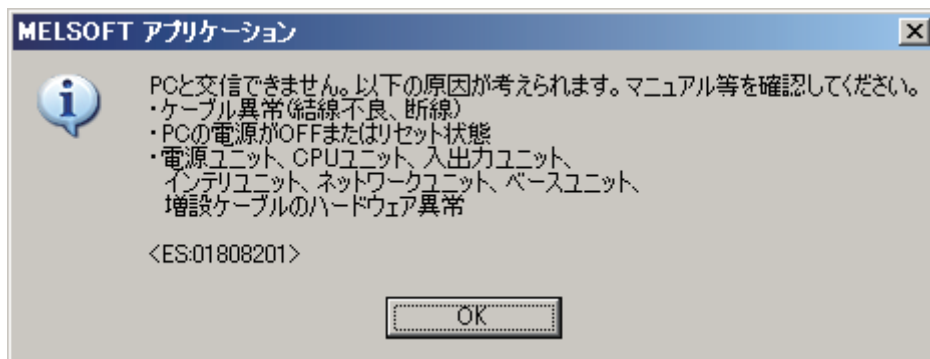 MELSOFT アプリケーション
PCと交信できません。以下の原因が考えられます。マニュアル等を確認してください。
・ケーブル異常(結線不良、断線)
・PCの電源がOFFまたはリセット状態
・電源ユニット、CPUユニット、入出力ユニット、
インテリユニット、ネットワークユニット、ベースユニット、
増設ケーブルのハードウェア異常
<ES:01808201>
OK